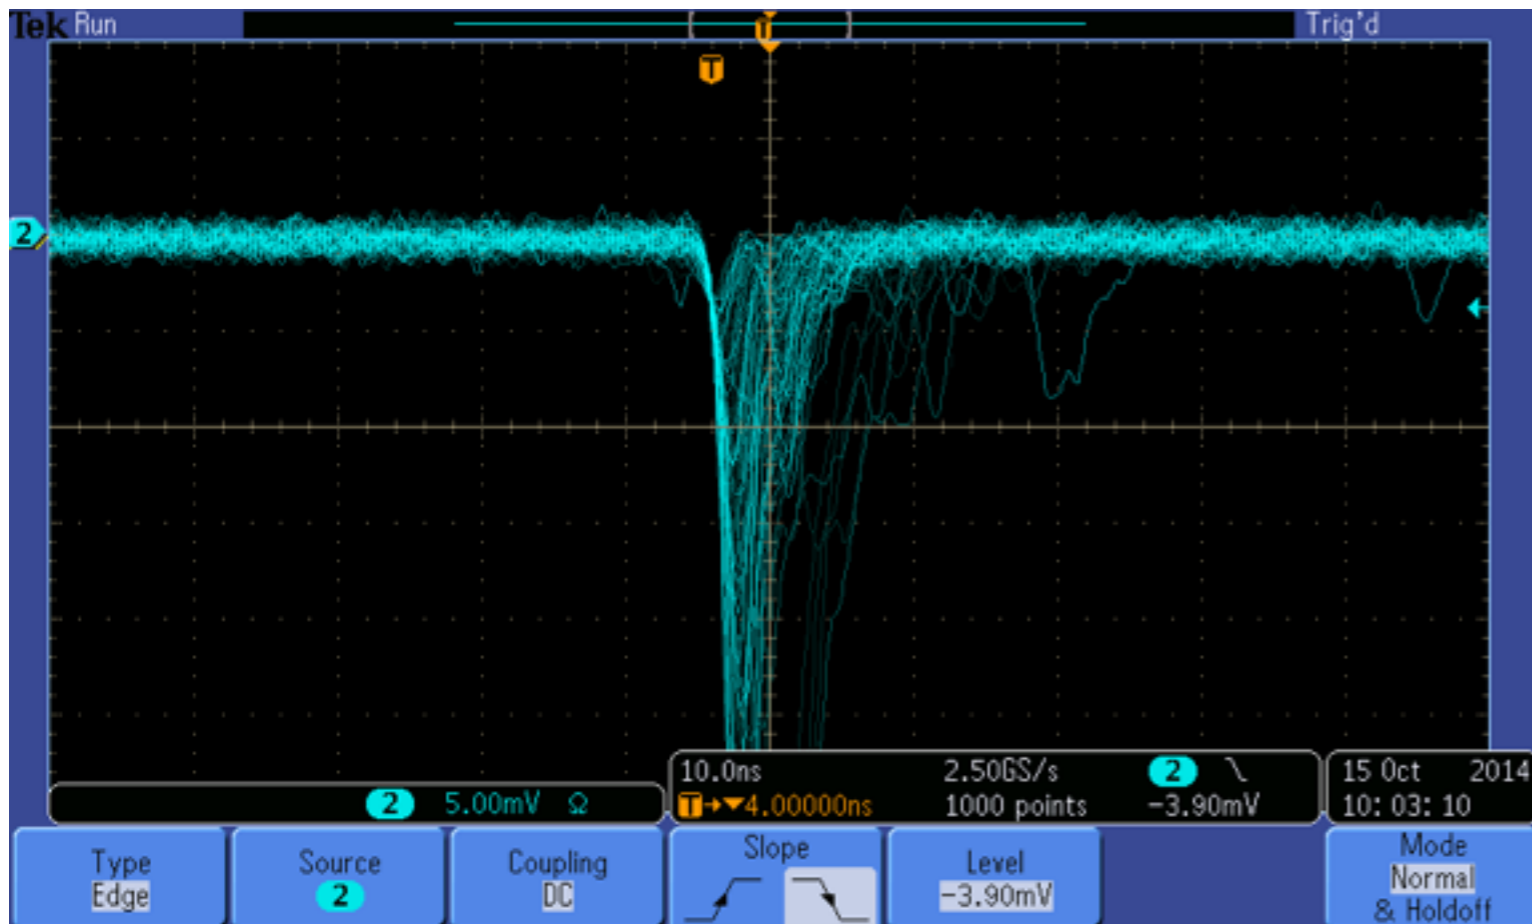 Tek Run Trig'd
T
T
2
10.0ns 2.50GS/s 2 15 Oct 2014
2 5.00mV Ω T→▼4.00000ns 1000 points -3.90mV 10:03:10
Type Source Coupling Slope Level Mode
Edge 2 DC -3.90mV Normal
& Holdoff